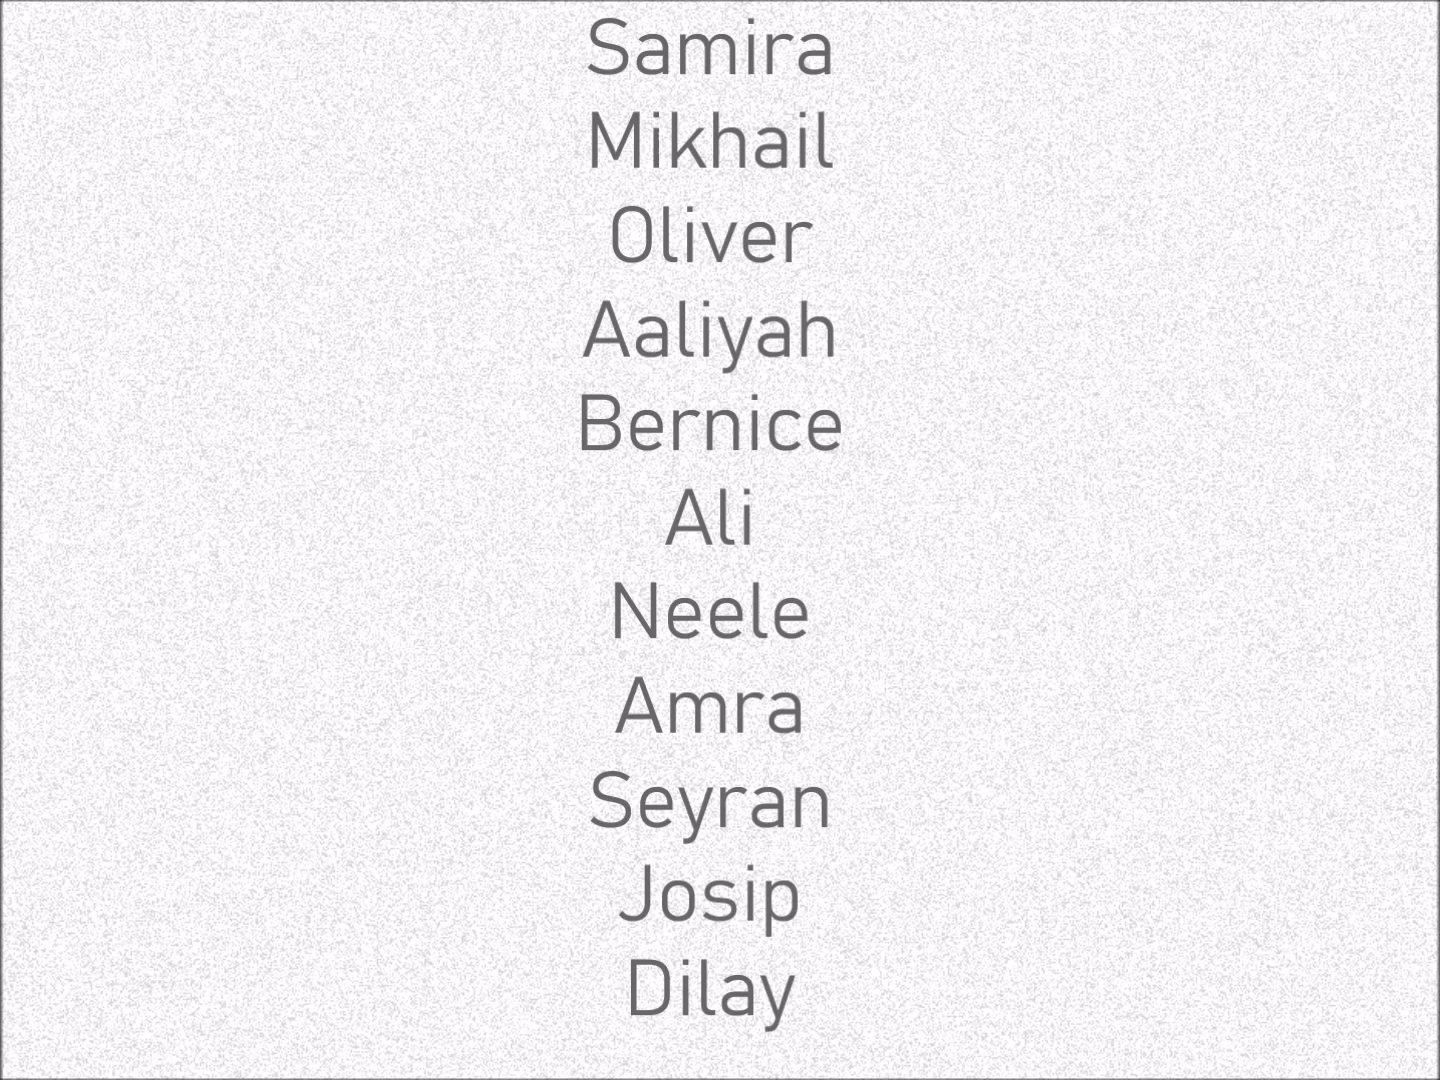 Samira
Mikhail
Oliver
Aaliyah
Bernice
Ali
Neele
Amra
Seyran
Josip
Dilay